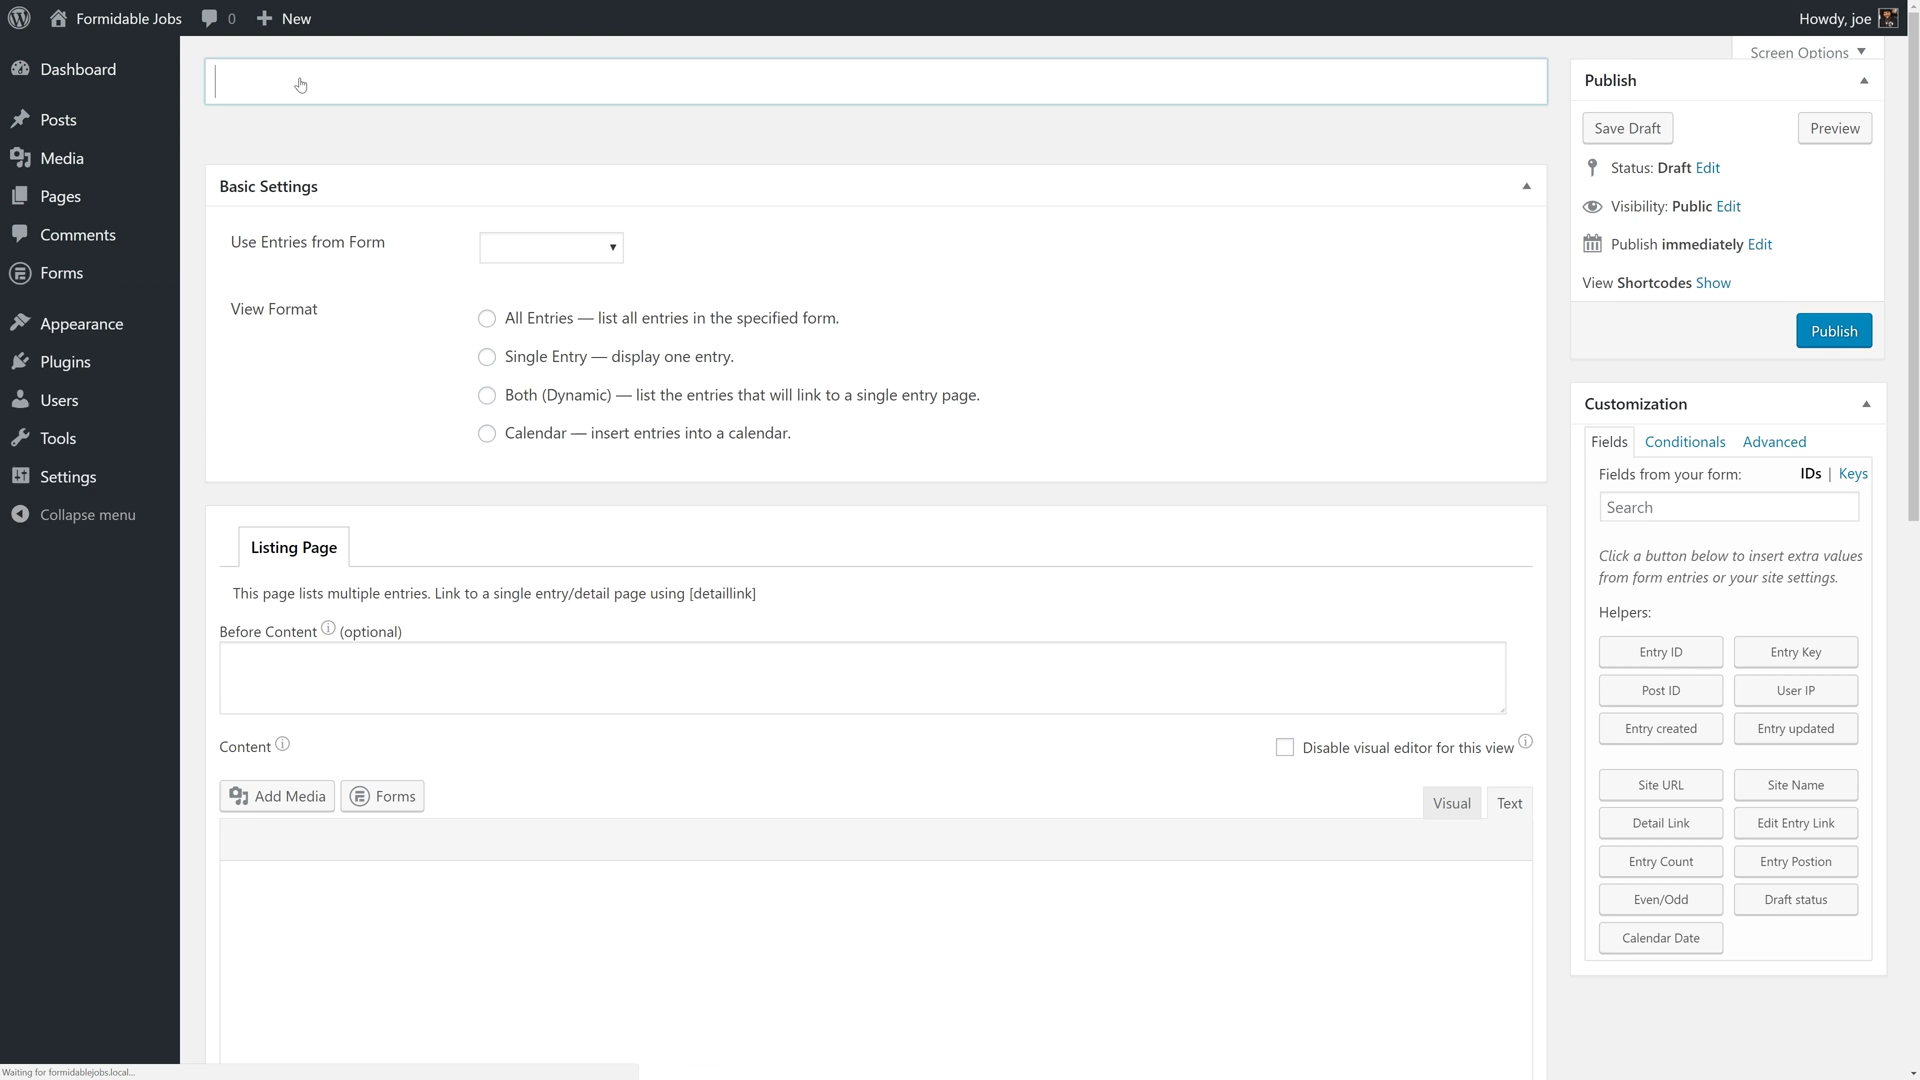 Formidable Jobs 0 New Howdy, joe
Screen Options
Dashboard
Posts
Media
Pages
Comments
Forms
Appearance
Plugins
Users
Tools
Settings
Collapse menu
Basic Settings
Use Entries from Form
View Format
All Entries — list all entries in the specified form.
Single Entry — display one entry.
Both (Dynamic) — list the entries that will link to a single entry page.
Calendar — insert entries into a calendar.
Listing Page
This page lists multiple entries. Link to a single entry/detail page using [detaillink]
Before Content (optional)
Content
Disable visual editor for this view
Add Media Forms
Visual Text
Publish
Save Draft Preview
Status: Draft Edit
Visibility: Public Edit
Publish immediately Edit
View Shortcodes Show
Publish
Customization
Fields Conditionals Advanced
Fields from your form: IDs | Keys
Search
Click a button below to insert extra values
from form entries or your site settings.
Helpers:
Entry ID Entry Key
Post ID User IP
Entry created Entry updated
Site URL Site Name
Detail Link Edit Entry Link
Entry Count Entry Postion
Even/Odd Draft status
Calendar Date
Waiting for formidablejobs.local...